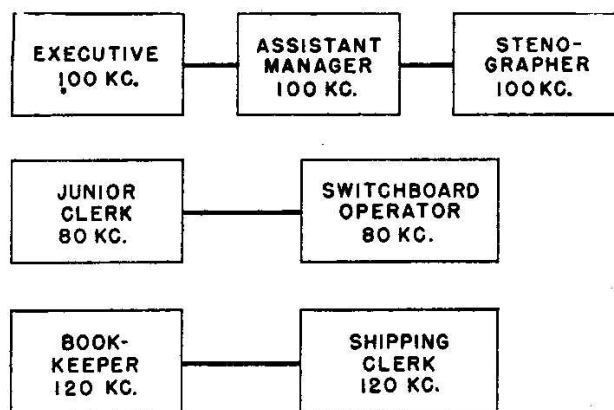 EXECUTIVE
100 KC.
ASSISTANT
MANAGER
100 KC.
STENO-
GRAPHER
100 KC.
JUNIOR
CLERK
80 KC.
SWITCHBOARD
OPERATOR
80 KC.
BOOK-
KEEPER
120 KC.
SHIPPING
CLERK
120 KC.